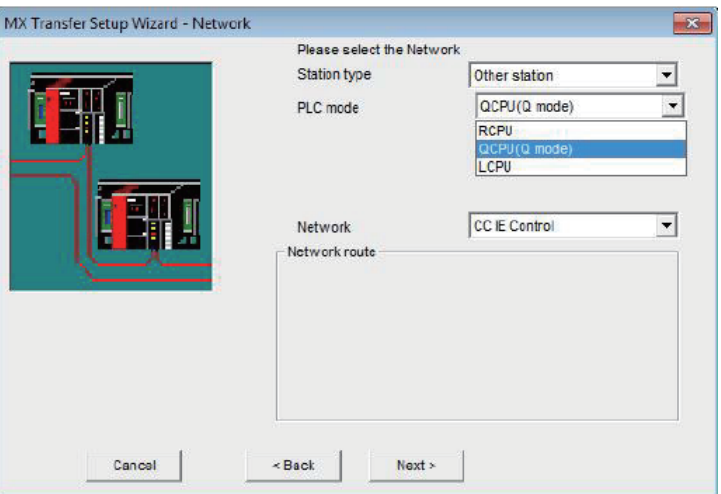 MX Transfer Setup Wizard - Network
Please select the Network
Station type
Other station
PLC mode
QCPU(Q mode)
RCPU
QCPU(Q mode)
LCPU
Network
CC IE Control
Network route
Cancel
< Back
Next >